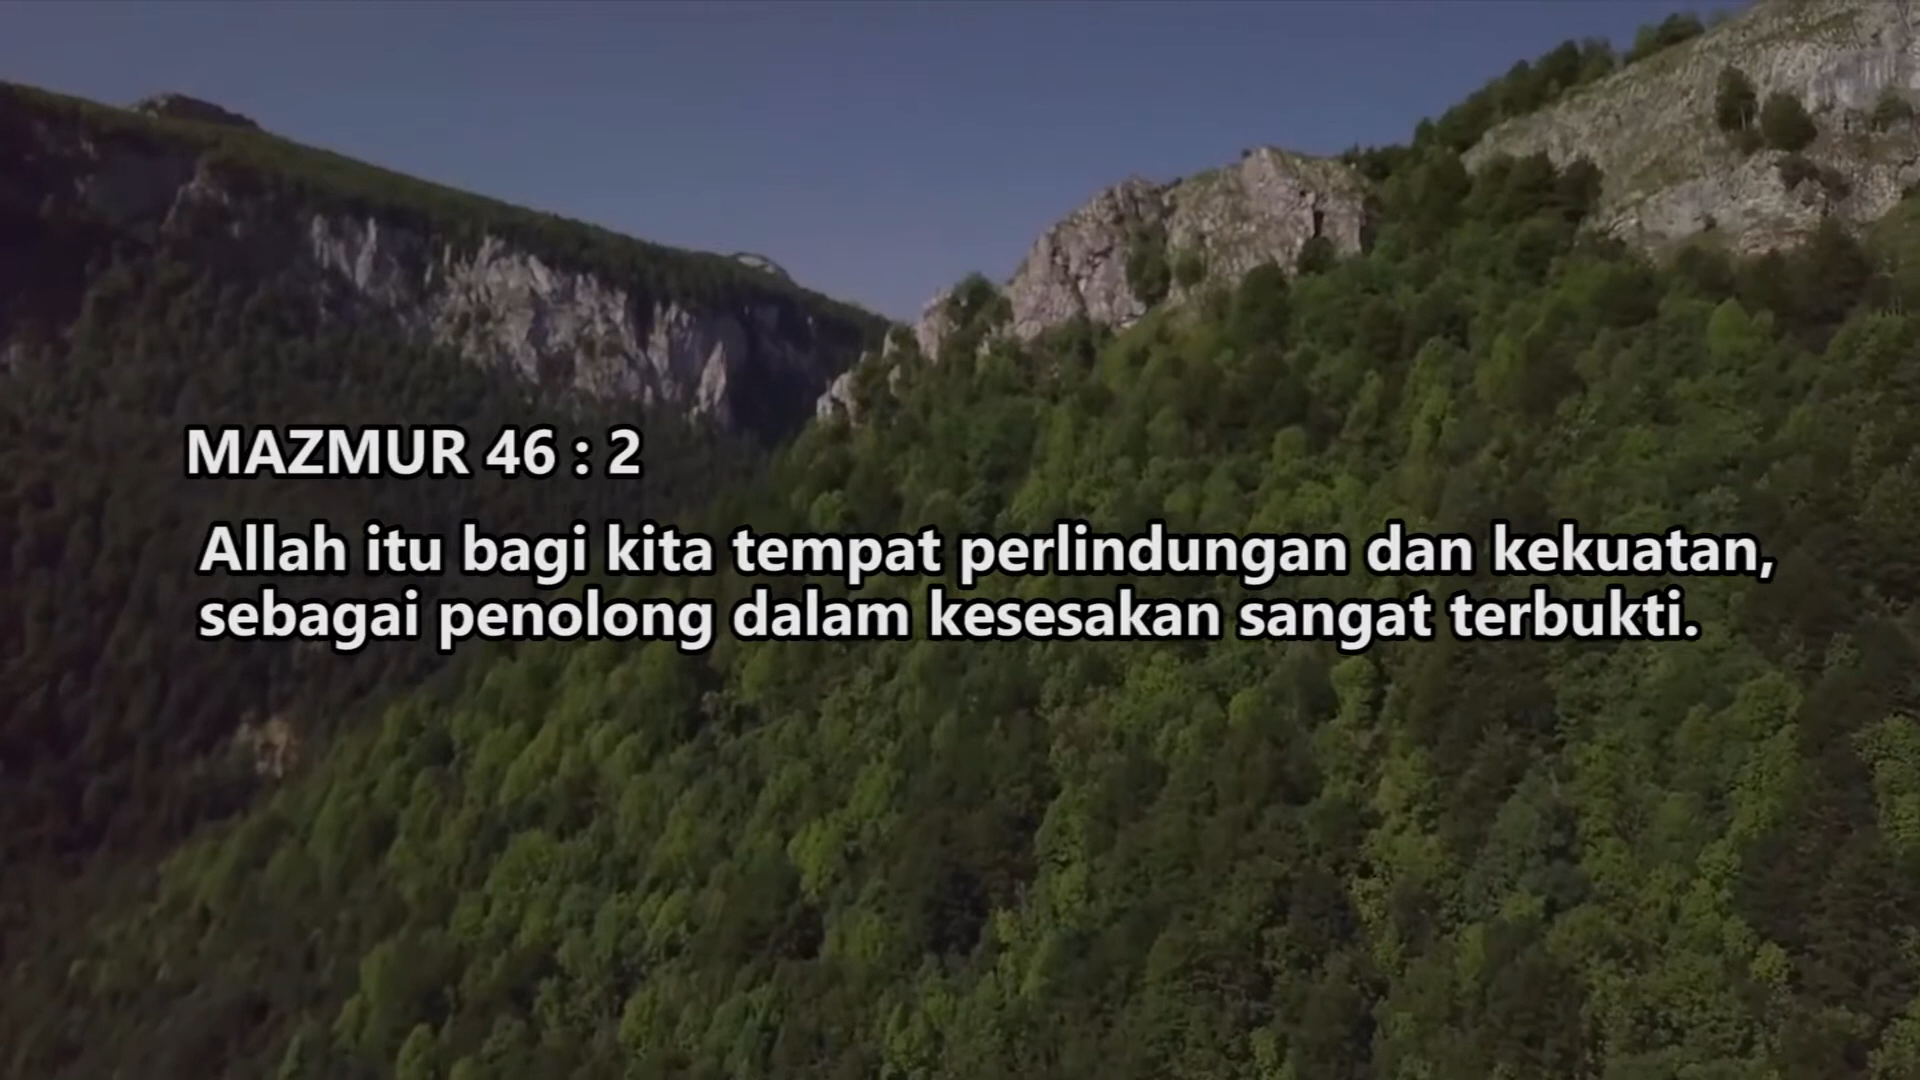 MAZMUR 46 : 2
Allah itu bagi kita tempat perlindungan dan kekuatan,
sebagai penolong dalam kesesakan sangat terbukti.